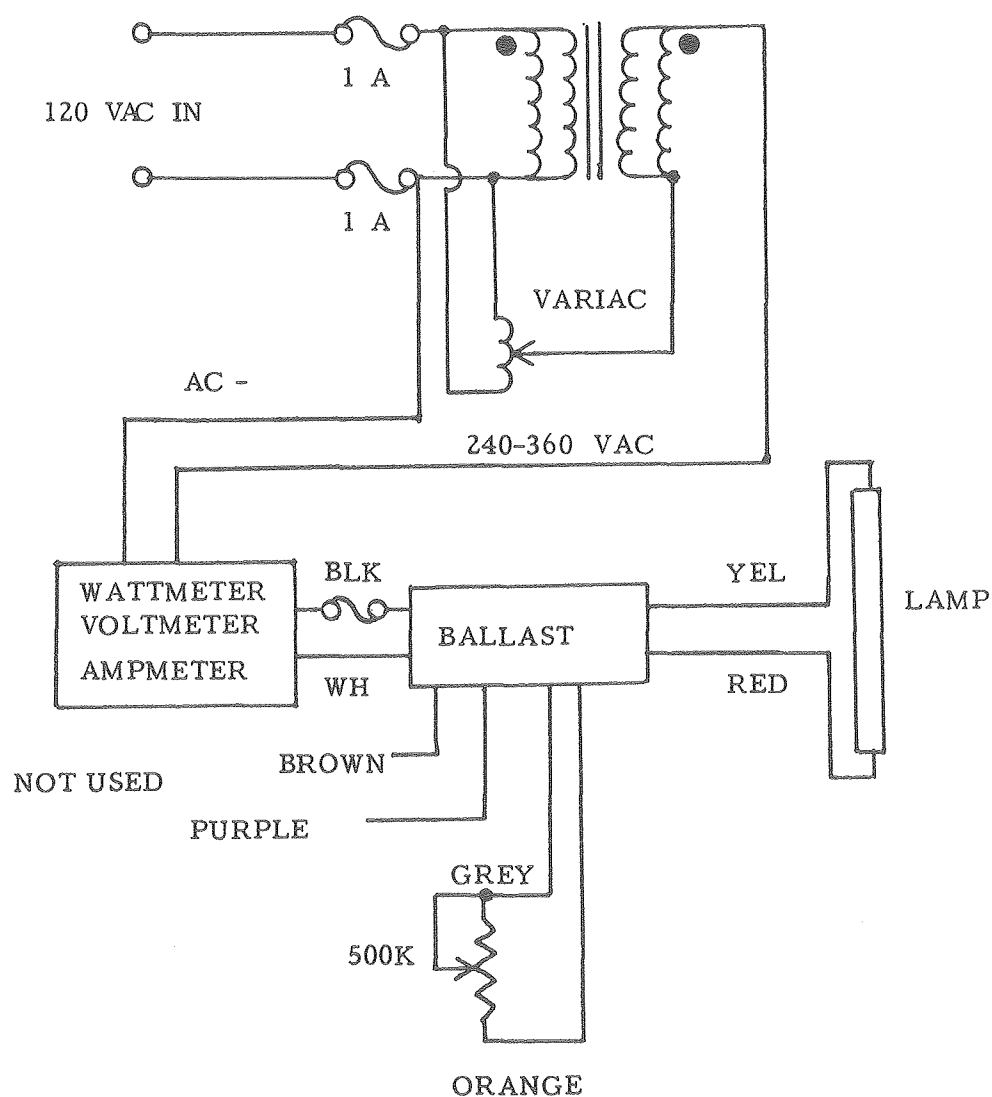 1 A
120 VAC IN
1 A
VARIAC
AC -
240-360 VAC
BLK
YEL
WATTMETER
VOLTMETER
AMPMETER
BALLAST
LAMP
WH
RED
BROWN
NOT USED
PURPLE
GREY
500K
ORANGE